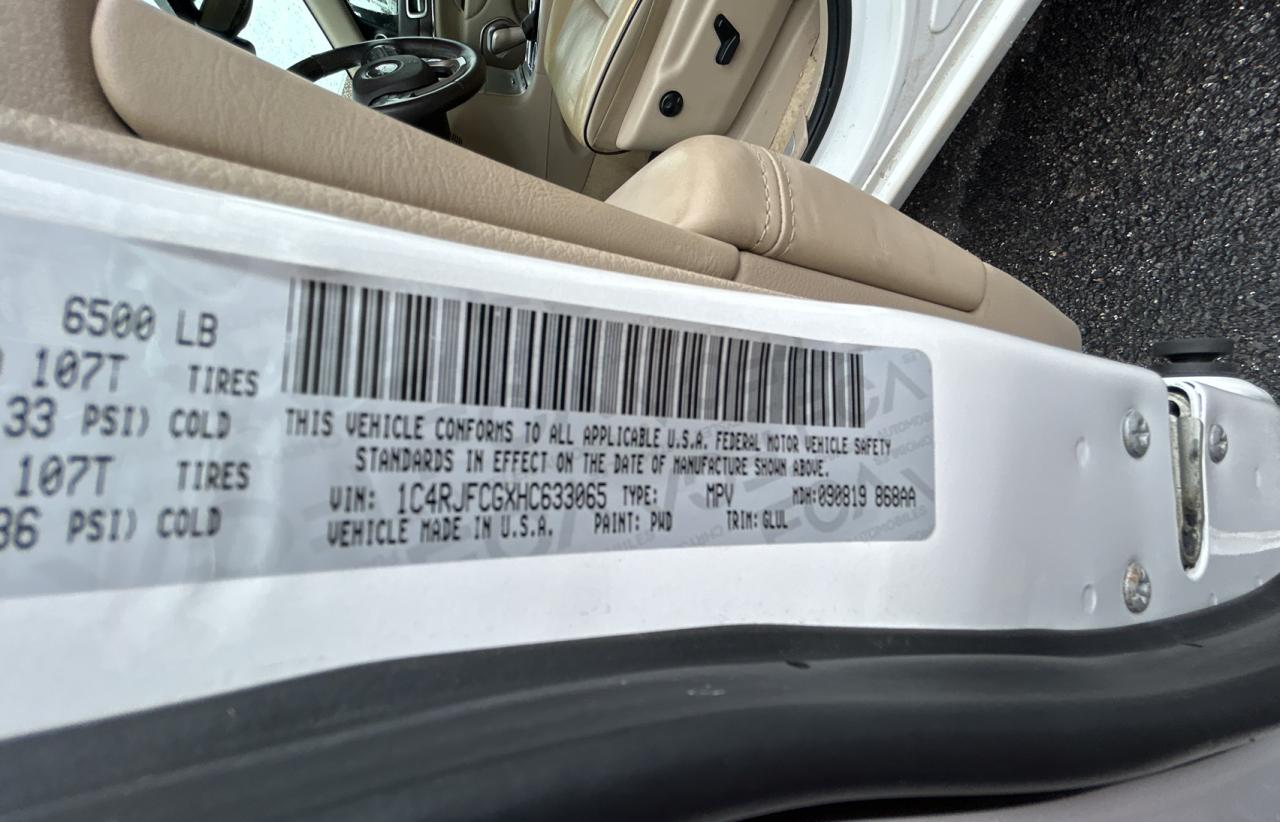 6500 LB
107T TIRES
33 PSI) COLD
107T TIRES
36 PSI) COLD
THIS VEHICLE CONFORMS TO ALL APPLICABLE U.S.A. FEDERAL MOTOR VEHICLE SAFETY
STANDARDS IN EFFECT ON THE DATE OF MANUFACTURE SHOWN ABOVE.
VIN: 1C4RJFCGXHC633065 TYPE: MPV MDH:090819 868AA
VEHICLE MADE IN U.S.A. PAINT: PWD TRIM: GLUL